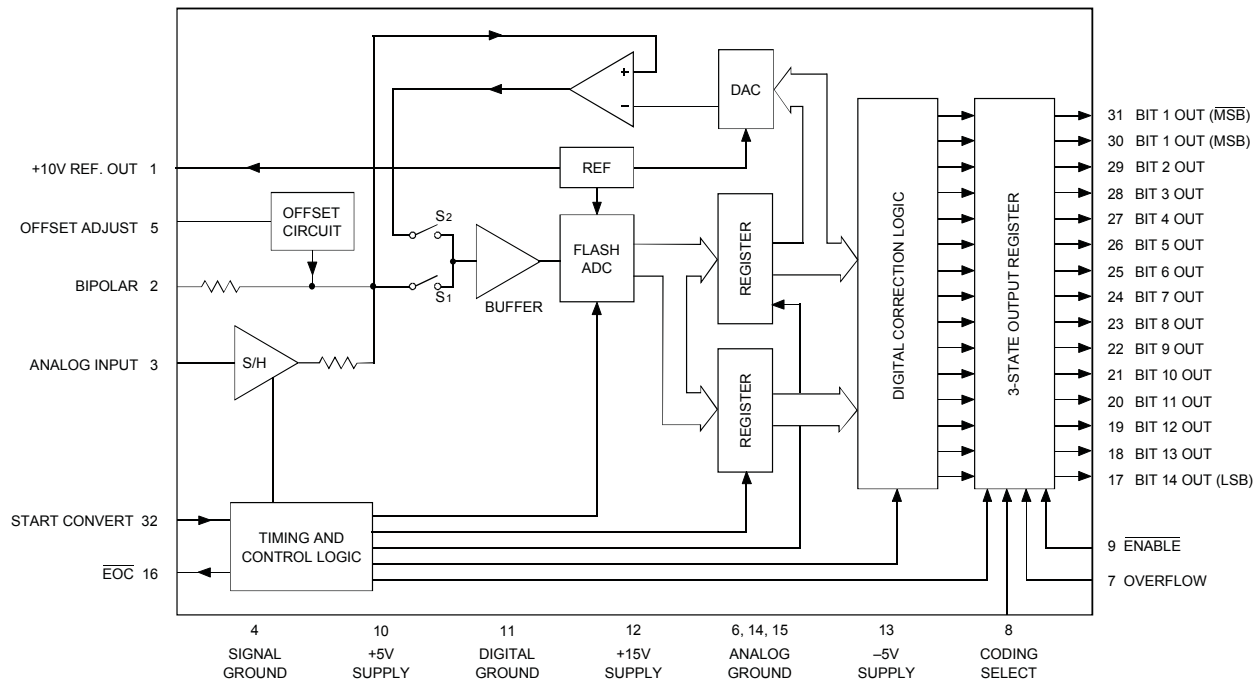 +
−
DAC
+10V REF. OUT 1
REF
OFFSET ADJUST 5
OFFSET
CIRCUIT
S2
BIPOLAR 2
S1
BUFFER
FLASH
ADC
REGISTER
ANALOG INPUT 3
S/H
REGISTER
DIGITAL CORRECTION LOGIC
3-STATE OUTPUT REGISTER
31 BIT 1 OUT (M̅S̅B̅)
30 BIT 1 OUT (MSB)
29 BIT 2 OUT
28 BIT 3 OUT
27 BIT 4 OUT
26 BIT 5 OUT
25 BIT 6 OUT
24 BIT 7 OUT
23 BIT 8 OUT
22 BIT 9 OUT
21 BIT 10 OUT
20 BIT 11 OUT
19 BIT 12 OUT
18 BIT 13 OUT
17 BIT 14 OUT (LSB)
START CONVERT 32
E̅O̅C̅ 16
TIMING AND
CONTROL LOGIC
9 E̅N̅A̅B̅L̅E̅
7 OVERFLOW
4
SIGNAL
GROUND
10
+5V
SUPPLY
11
DIGITAL
GROUND
12
+15V
SUPPLY
6, 14, 15
ANALOG
GROUND
13
–5V
SUPPLY
8
CODING
SELECT